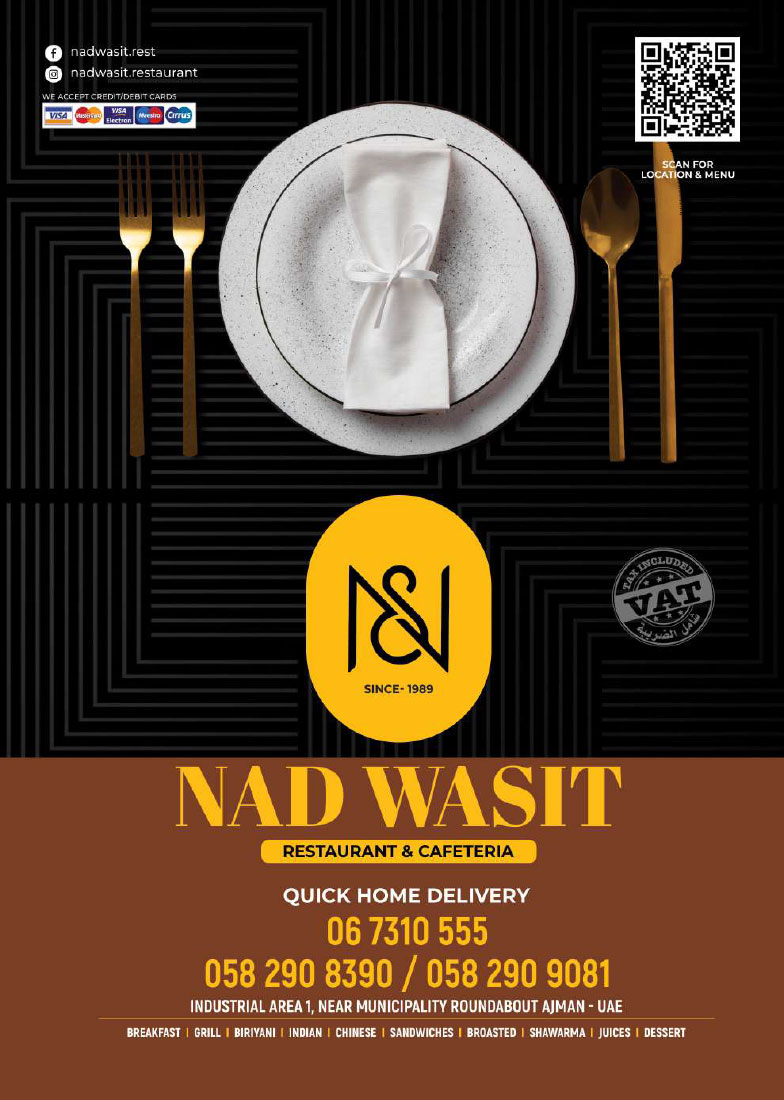 nadwasit.rest
nadwasit.restaurant
WE ACCEPT CREDIT/DEBIT CARDS
VISA MasterCard VISA Electron Maestro Cirrus
SCAN FOR
LOCATION & MENU
TAX INCLUDED
VAT
شامل الضريبة
NS
SINCE- 1989
NAD WASIT
RESTAURANT & CAFETERIA
QUICK HOME DELIVERY
06 7310 555
058 290 8390 / 058 290 9081
INDUSTRIAL AREA 1, NEAR MUNICIPALITY ROUNDABOUT AJMAN - UAE
BREAKFAST | GRILL | BIRIYANI | INDIAN | CHINESE | SANDWICHES | BROASTED | SHAWARMA | JUICES | DESSERT